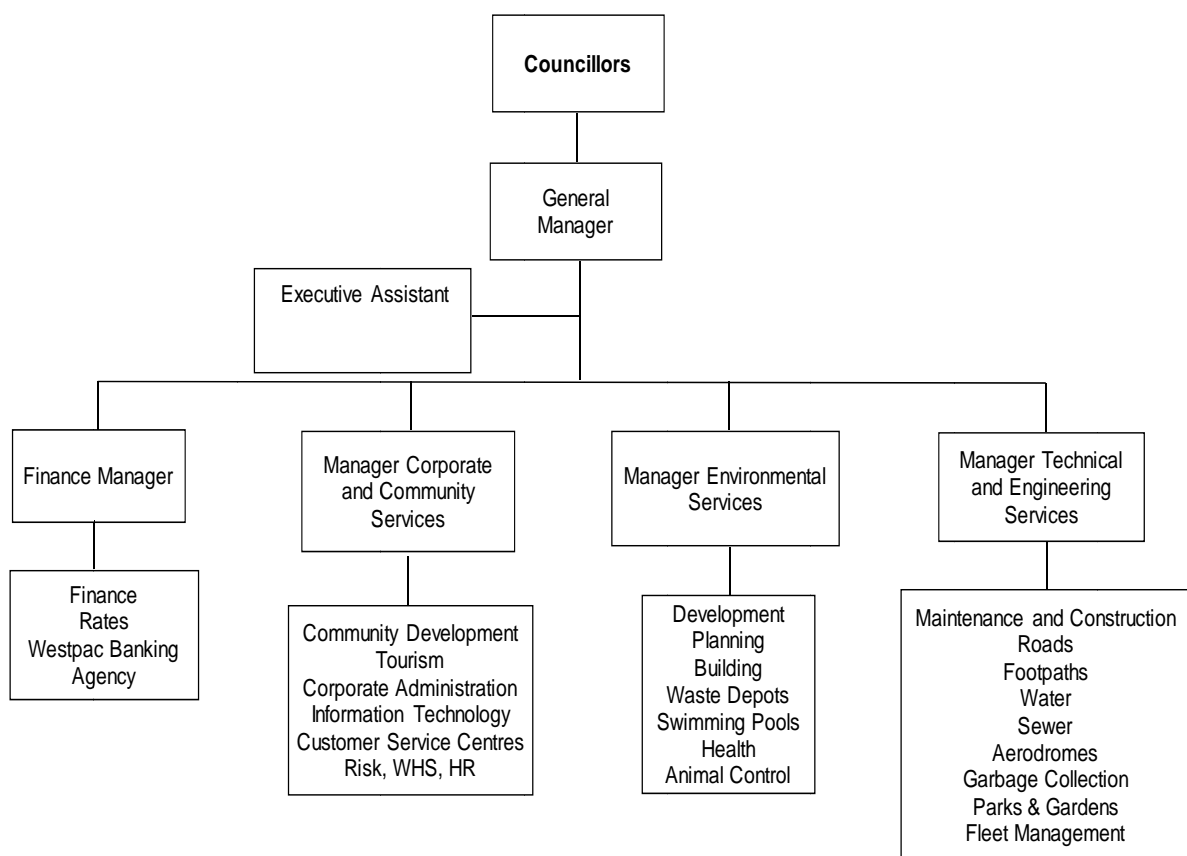 Councillors
General
Manager
Executive Assistant
Finance Manager
Manager Corporate
and Community
Services
Manager Environmental
Services
Manager Technical
and Engineering
Services
Finance
Rates
Westpac Banking
Agency
Community Development
Tourism
Corporate Administration
Information Technology
Customer Service Centres
Risk, WHS, HR
Development
Planning
Building
Waste Depots
Swimming Pools
Health
Animal Control
Maintenance and Construction
Roads
Footpaths
Water
Sewer
Aerodromes
Garbage Collection
Parks & Gardens
Fleet Management